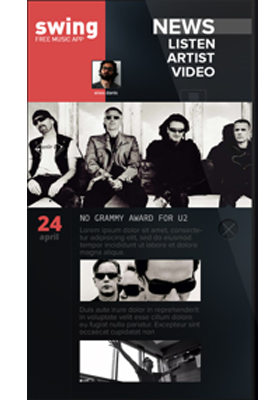 swing
FREE MUSIC APP
NEWS
LISTEN
ARTIST
VIDEO
24
april
NO GRAMMY AWARD FOR U2
Lorem ipsum dolor sit amet, consecte-
tur adipisicing elit, sed do eiusmod
tempor incididunt ut labore et dolore
magna aliqua.
Duis aute irure dolor in reprehenderit
in voluptate velit esse cillum dolore
eu fugiat nulla pariatur. Excepteur sint
occaecat cupidatat non